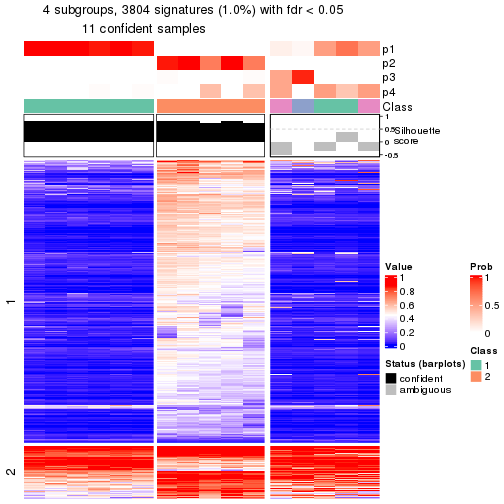 4 subgroups, 3804 signatures (1.0%) with fdr < 0.05
11 confident samples
p1
p2
p3
p4
Class
1
0.5
0
-0.5
Silhouette
score
1
2
Value
1
0.8
0.6
0.4
0.2
0
Prob
1
0.5
0
Status (barplots)
confident
ambiguous
Class
1
2